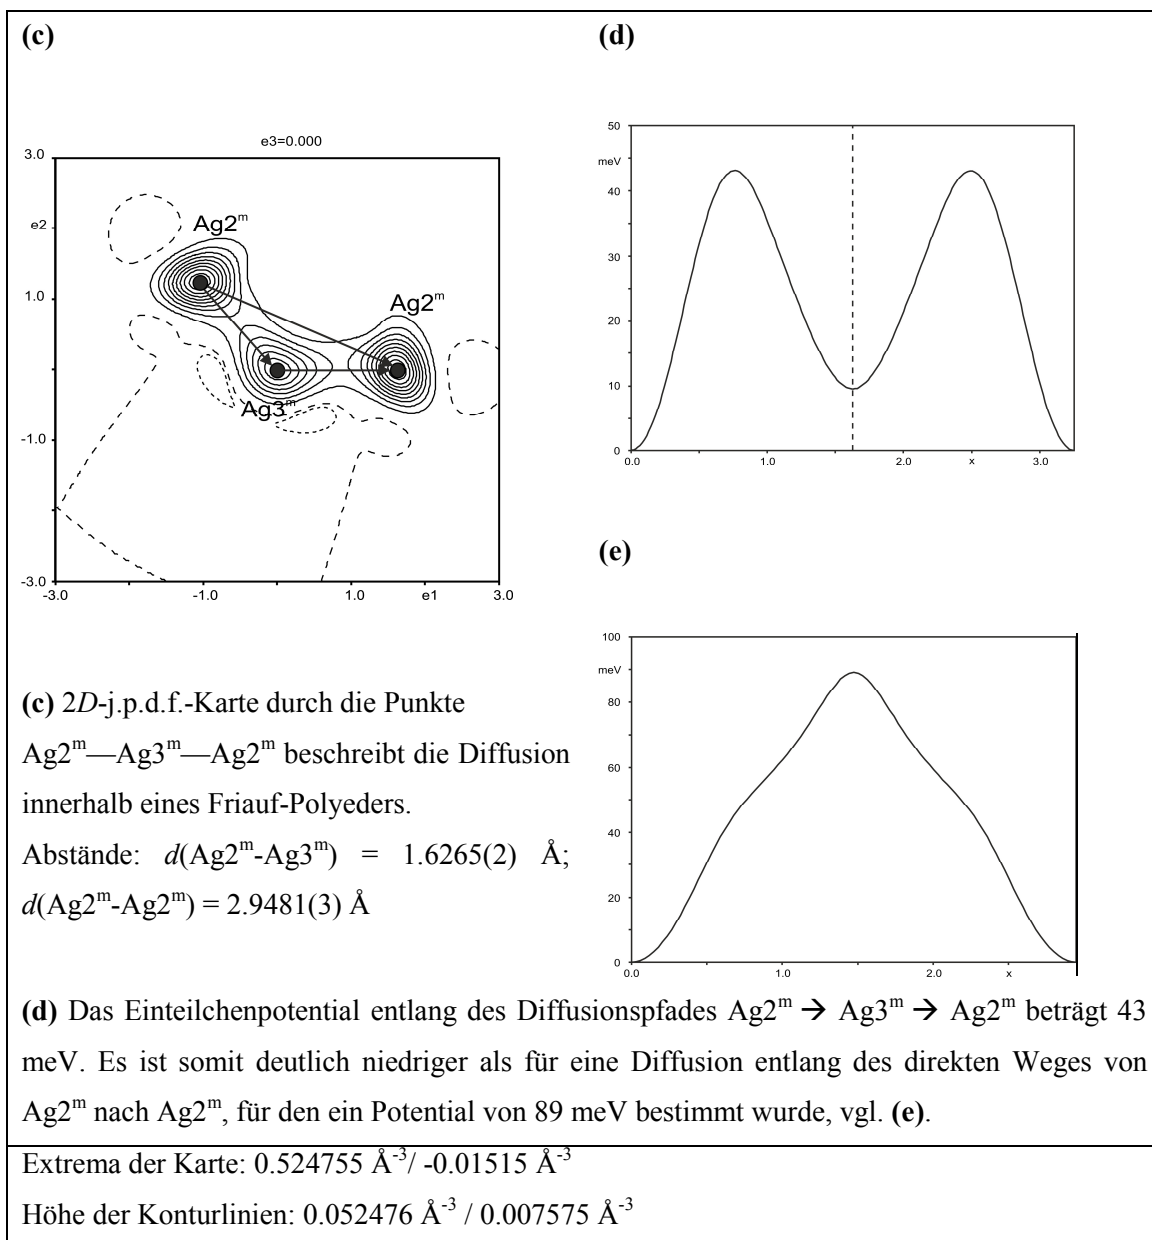 (c)
(d)
e3=0.000
3.0
e2
1.0
-1.0
-3.0
-3.0
-1.0
1.0
e1
3.0
Ag2ᵐ
Ag2ᵐ
Ag3ᵐ
50
meV
40
30
20
10
0
0.0
1.0
2.0
x
3.0
(e)
100
meV
80
60
40
20
0
0.0
1.0
2.0
x
(c) 2D-j.p.d.f.-Karte durch die Punkte
Ag2ᵐ—Ag3ᵐ—Ag2ᵐ beschreibt die Diffusion
innerhalb eines Friauf-Polyeders.
Abstände: d(Ag2ᵐ-Ag3ᵐ) = 1.6265(2) Å;
d(Ag2ᵐ-Ag2ᵐ) = 2.9481(3) Å
(d) Das Einteilchenpotential entlang des Diffusionspfades Ag2ᵐ → Ag3ᵐ → Ag2ᵐ beträgt 43
meV. Es ist somit deutlich niedriger als für eine Diffusion entlang des direkten Weges von
Ag2ᵐ nach Ag2ᵐ, für den ein Potential von 89 meV bestimmt wurde, vgl. (e).
Extrema der Karte: 0.524755 Å⁻³/ -0.01515 Å⁻³
Höhe der Konturlinien: 0.052476 Å⁻³ / 0.007575 Å⁻³